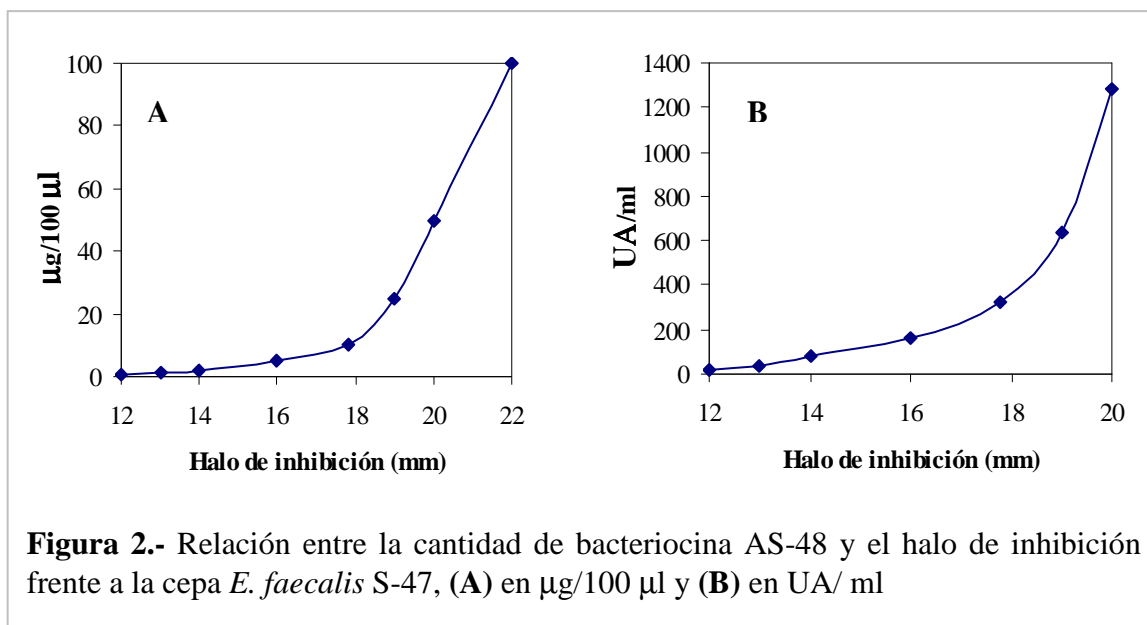 100
80
60
40
20
0
A
µg/100 µl
12 14 16 18 20 22
Halo de inhibición (mm)
1400
1200
1000
800
600
400
200
0
B
UA/ml
12 14 16 18 20
Halo de inhibición (mm)
Figura 2.- Relación entre la cantidad de bacteriocina AS-48 y el halo de inhibición
frente a la cepa E. faecalis S-47, (A) en µg/100 µl y (B) en UA/ ml